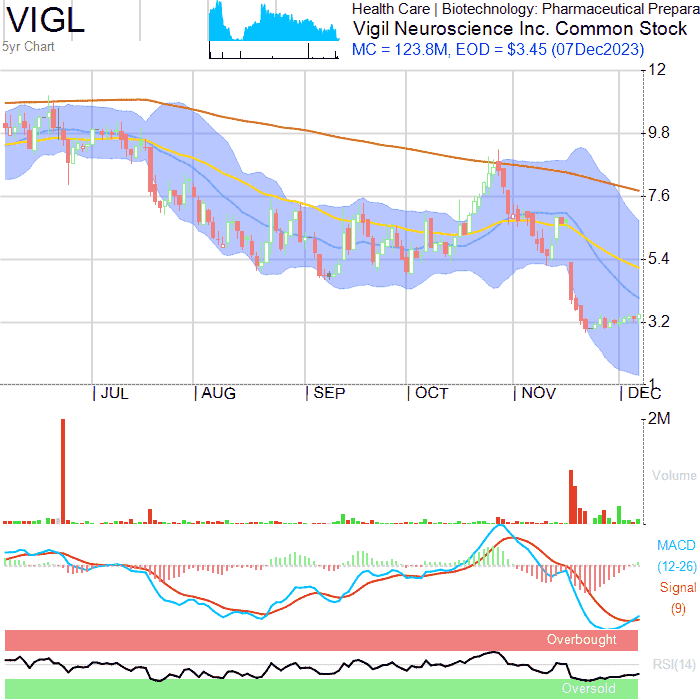 VIGL
5yr Chart
Health Care | Biotechnology: Pharmaceutical Prepara
Vigil Neuroscience Inc. Common Stock
MC = 123.8M, EOD = $3.45 (07Dec2023)
12
9.8
7.6
5.4
3.2
1
JUL
AUG
SEP
OCT
NOV
DEC
2M
Volume
MACD
(12-26)
Signal
(9)
Overbought
RSI(14)
Oversold